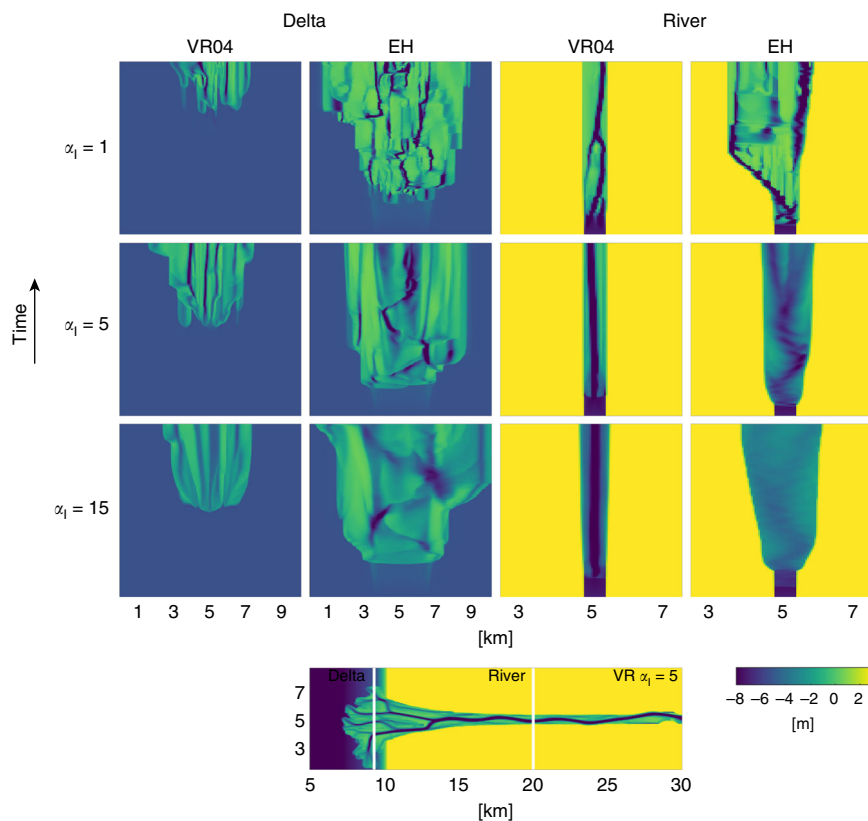 Delta River
VR04 EH VR04 EH
α_l = 1
α_l = 5
α_l = 15
Time
1 3 5 7 9 1 3 5 7 9 3 5 7 3 5 7
[km]
Delta River VR α_l = 5
7
5
3
5 10 15 20 25 30
[km]
−8 −6 −4 −2 0 2
[m]